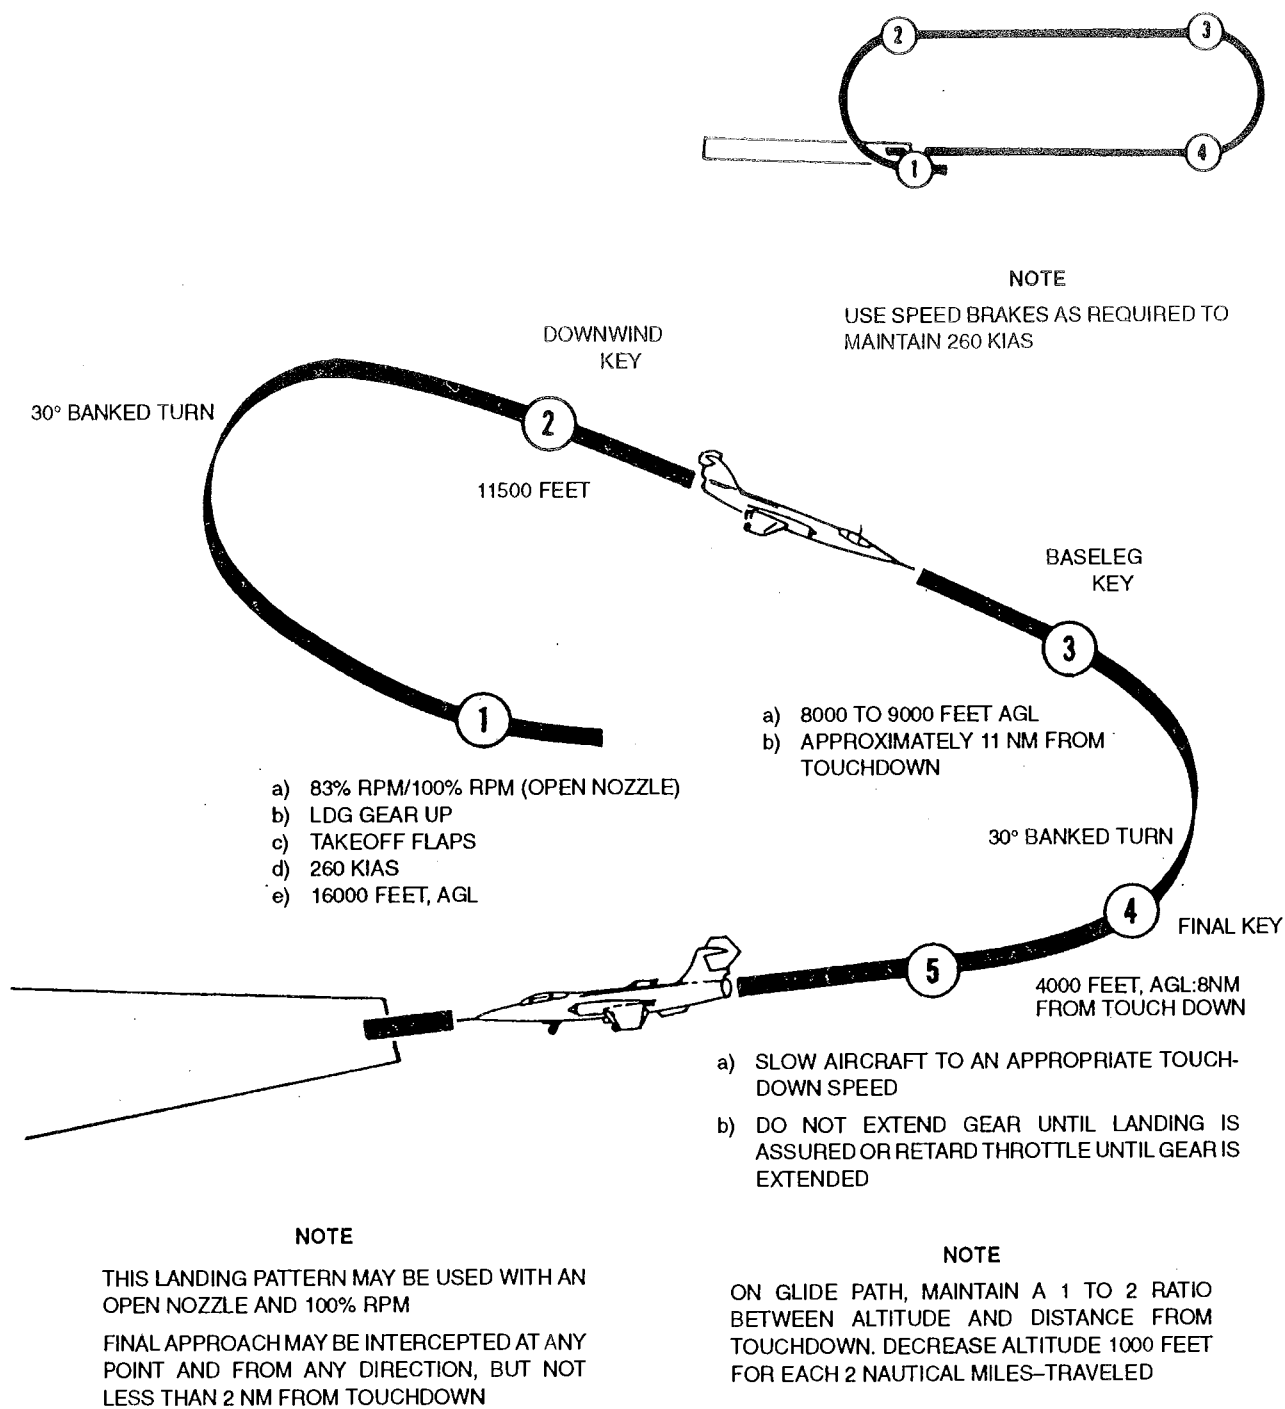 2
3
1
4
NOTE
USE SPEED BRAKES AS REQUIRED TO
MAINTAIN 260 KIAS
DOWNWIND
KEY
30° BANKED TURN
2
11500 FEET
BASELEG
KEY
3
1
a) 8000 TO 9000 FEET AGL
b) APPROXIMATELY 11 NM FROM
TOUCHDOWN
a) 83% RPM/100% RPM (OPEN NOZZLE)
b) LDG GEAR UP
c) TAKEOFF FLAPS
d) 260 KIAS
e) 16000 FEET, AGL
30° BANKED TURN
4
FINAL KEY
5
4000 FEET, AGL:8NM
FROM TOUCH DOWN
a) SLOW AIRCRAFT TO AN APPROPRIATE TOUCH-
DOWN SPEED
b) DO NOT EXTEND GEAR UNTIL LANDING IS
ASSURED OR RETARD THROTTLE UNTIL GEAR IS
EXTENDED
NOTE
THIS LANDING PATTERN MAY BE USED WITH AN
OPEN NOZZLE AND 100% RPM
FINAL APPROACH MAY BE INTERCEPTED AT ANY
POINT AND FROM ANY DIRECTION, BUT NOT
LESS THAN 2 NM FROM TOUCHDOWN
NOTE
ON GLIDE PATH, MAINTAIN A 1 TO 2 RATIO
BETWEEN ALTITUDE AND DISTANCE FROM
TOUCHDOWN. DECREASE ALTITUDE 1000 FEET
FOR EACH 2 NAUTICAL MILES–TRAVELED